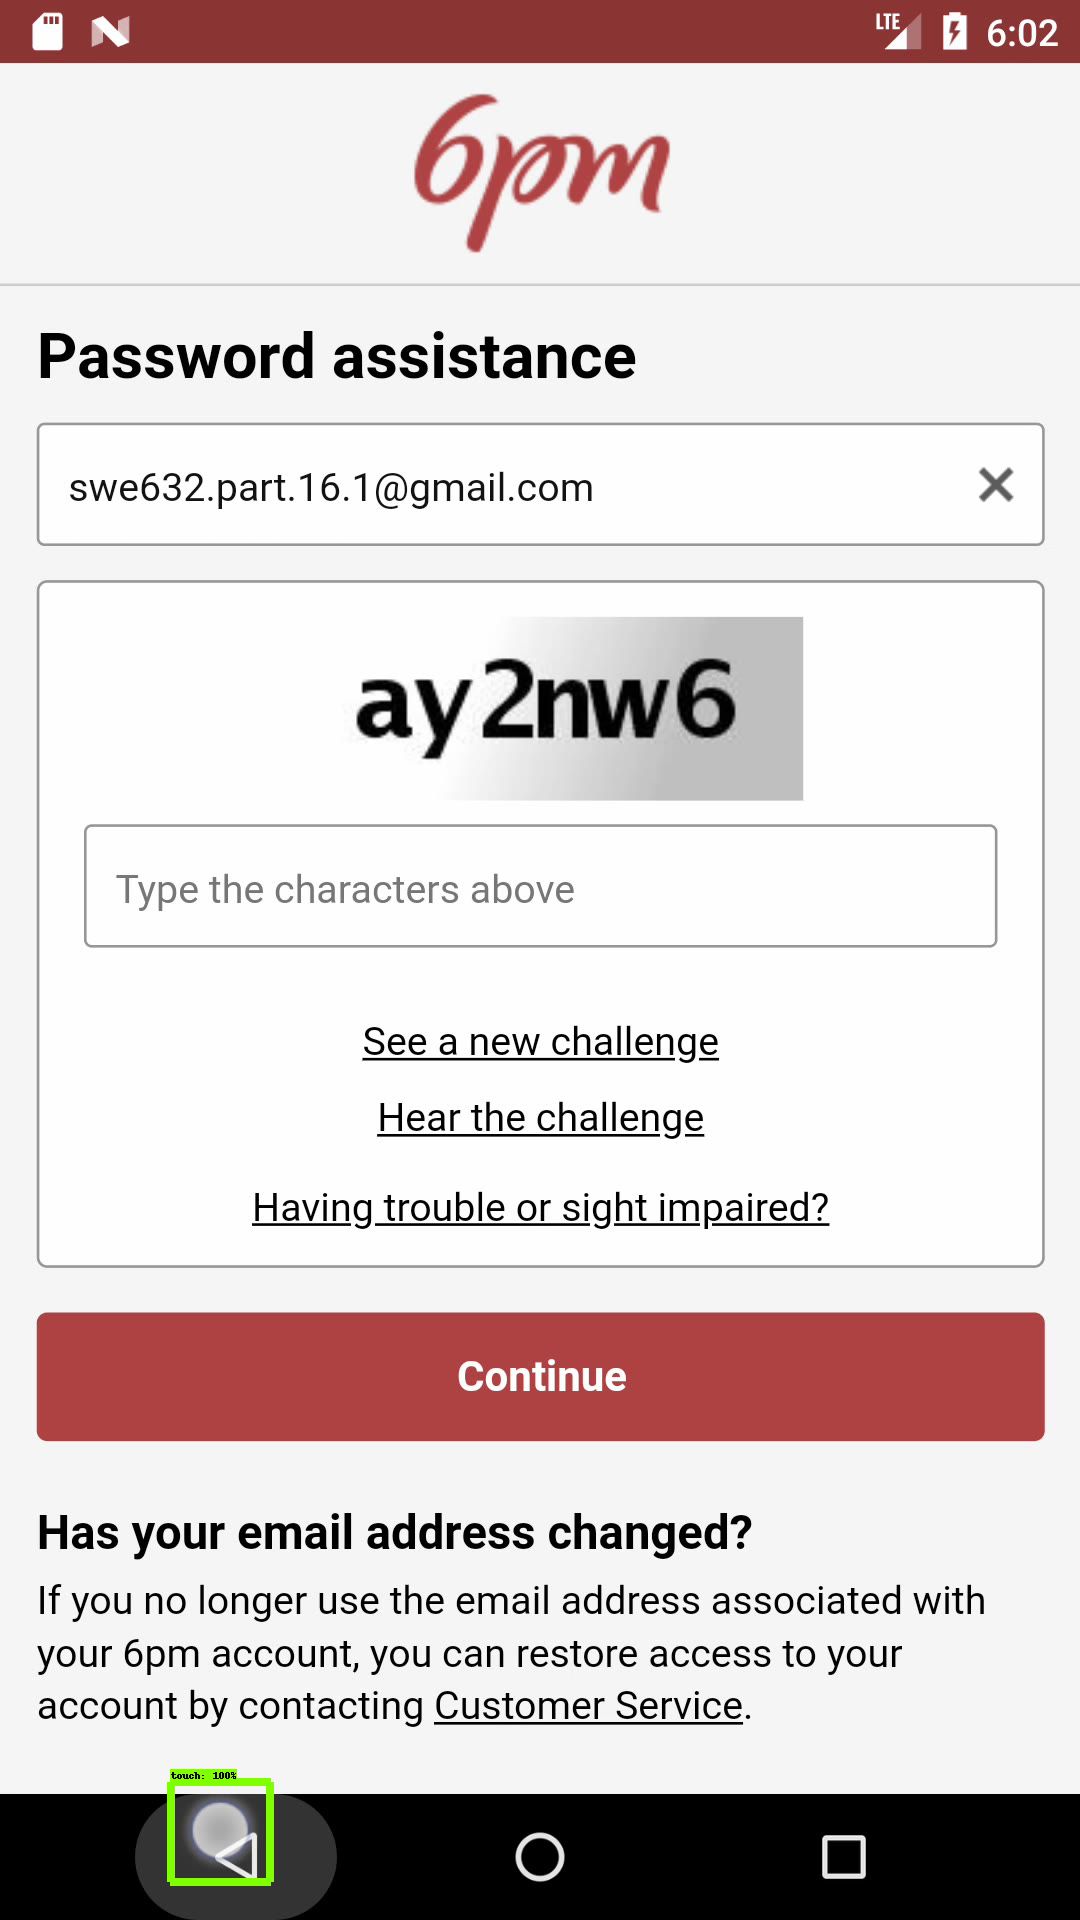 LTE 6:02
6pm
Password assistance
swe632.part.16.1@gmail.com
ay2nw6
Type the characters above
See a new challenge
Hear the challenge
Having trouble or sight impaired?
Continue
Has your email address changed?
If you no longer use the email address associated with
your 6pm account, you can restore access to your
account by contacting Customer Service.
touch: 100%